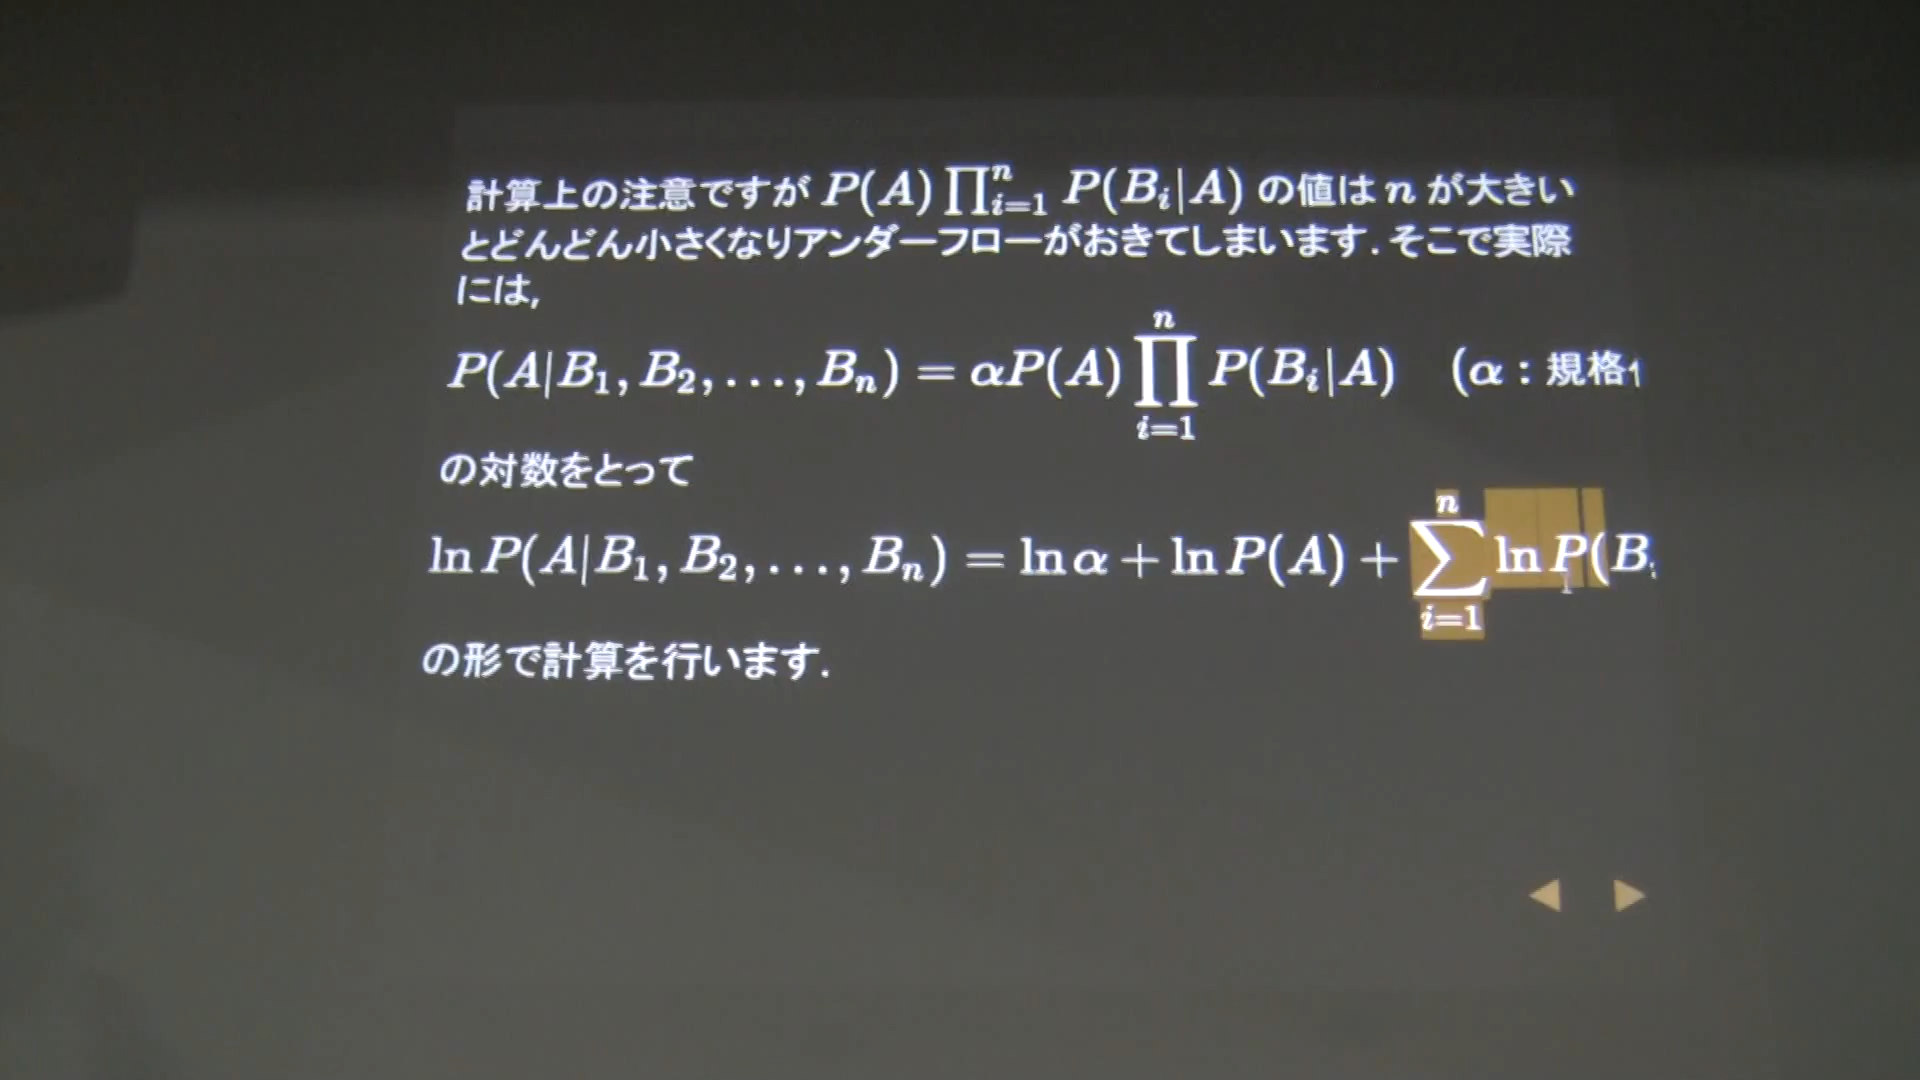 計算上の注意ですが P(A)∏_{i=1}^{n} P(B_i|A) の値は n が大きい
とどんどん小さくなりアンダーフローがおきてしまいます. そこで実際
には,
P(A|B_1, B_2, ..., B_n) = αP(A) ∏_{i=1}^{n} P(B_i|A) (α : 規格
の対数をとって
ln P(A|B_1, B_2, ..., B_n) = ln α + ln P(A) + ∑_{i=1}^{n} ln P(B
の形で計算を行います.